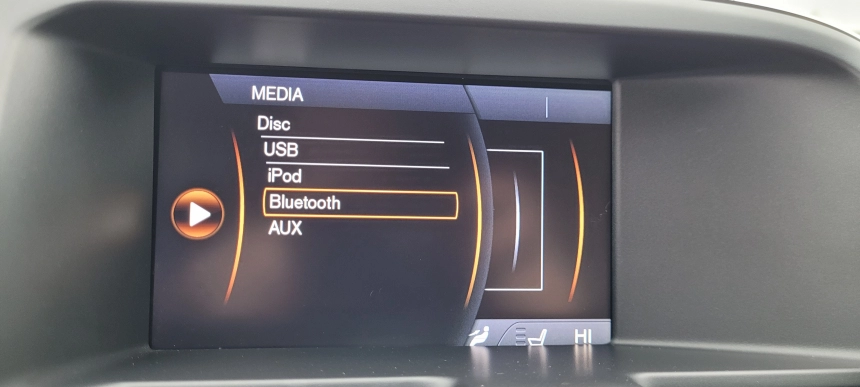 MEDIA
Disc
USB
iPod
Bluetooth
AUX
HI